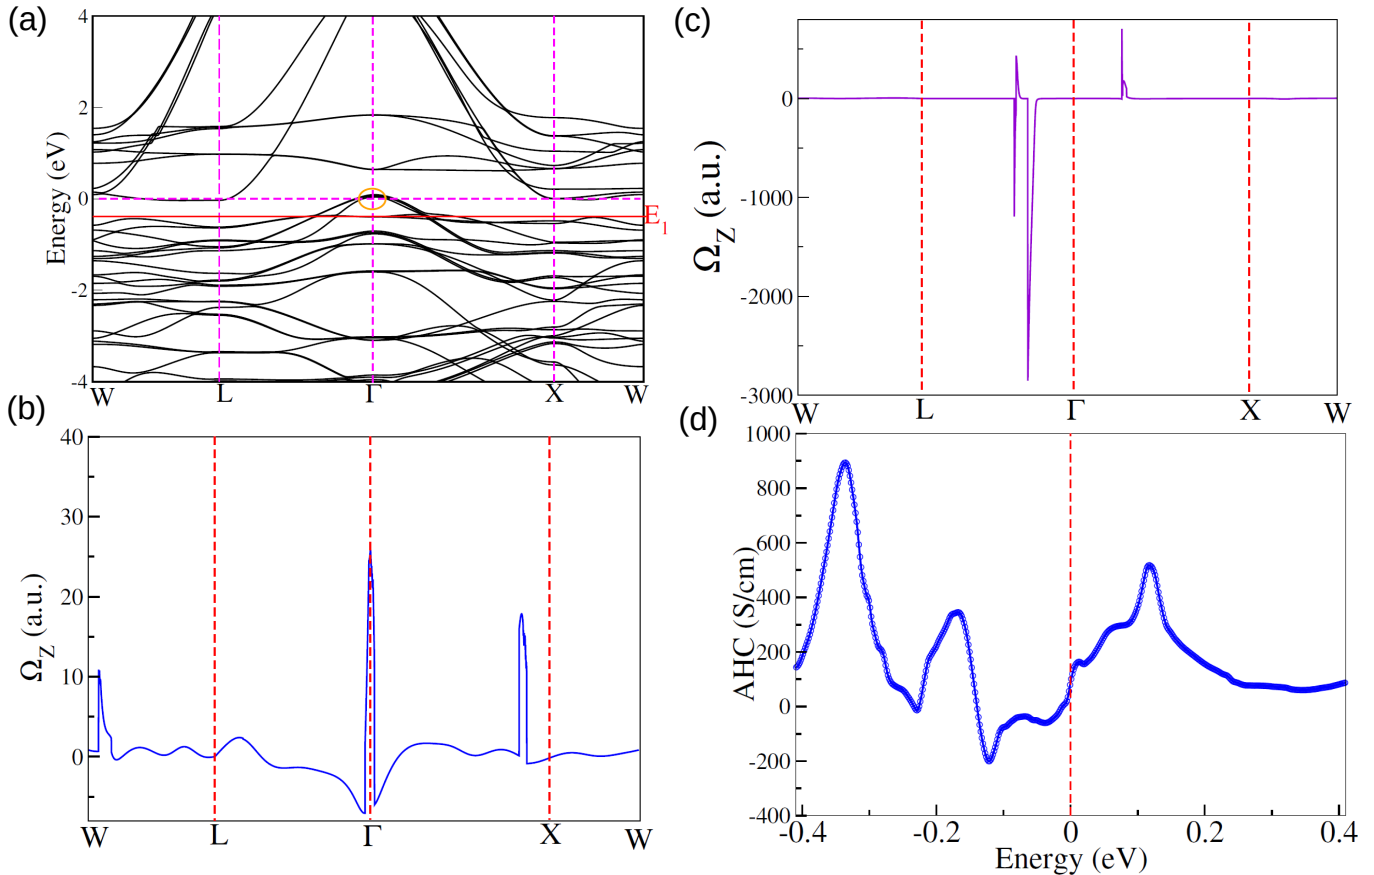 (a)
4
2
0
-2
-4
Energy (eV)
E1
W L Γ X W
(b)
40
30
20
10
0
ΩZ (a.u.)
W L Γ X W
(c)
0
-1000
-2000
-3000
ΩZ (a.u.)
W L Γ X W
(d)
1000
800
600
400
200
0
-200
-400
AHC (S/cm)
-0.4 -0.2 0 0.2 0.4
Energy (eV)